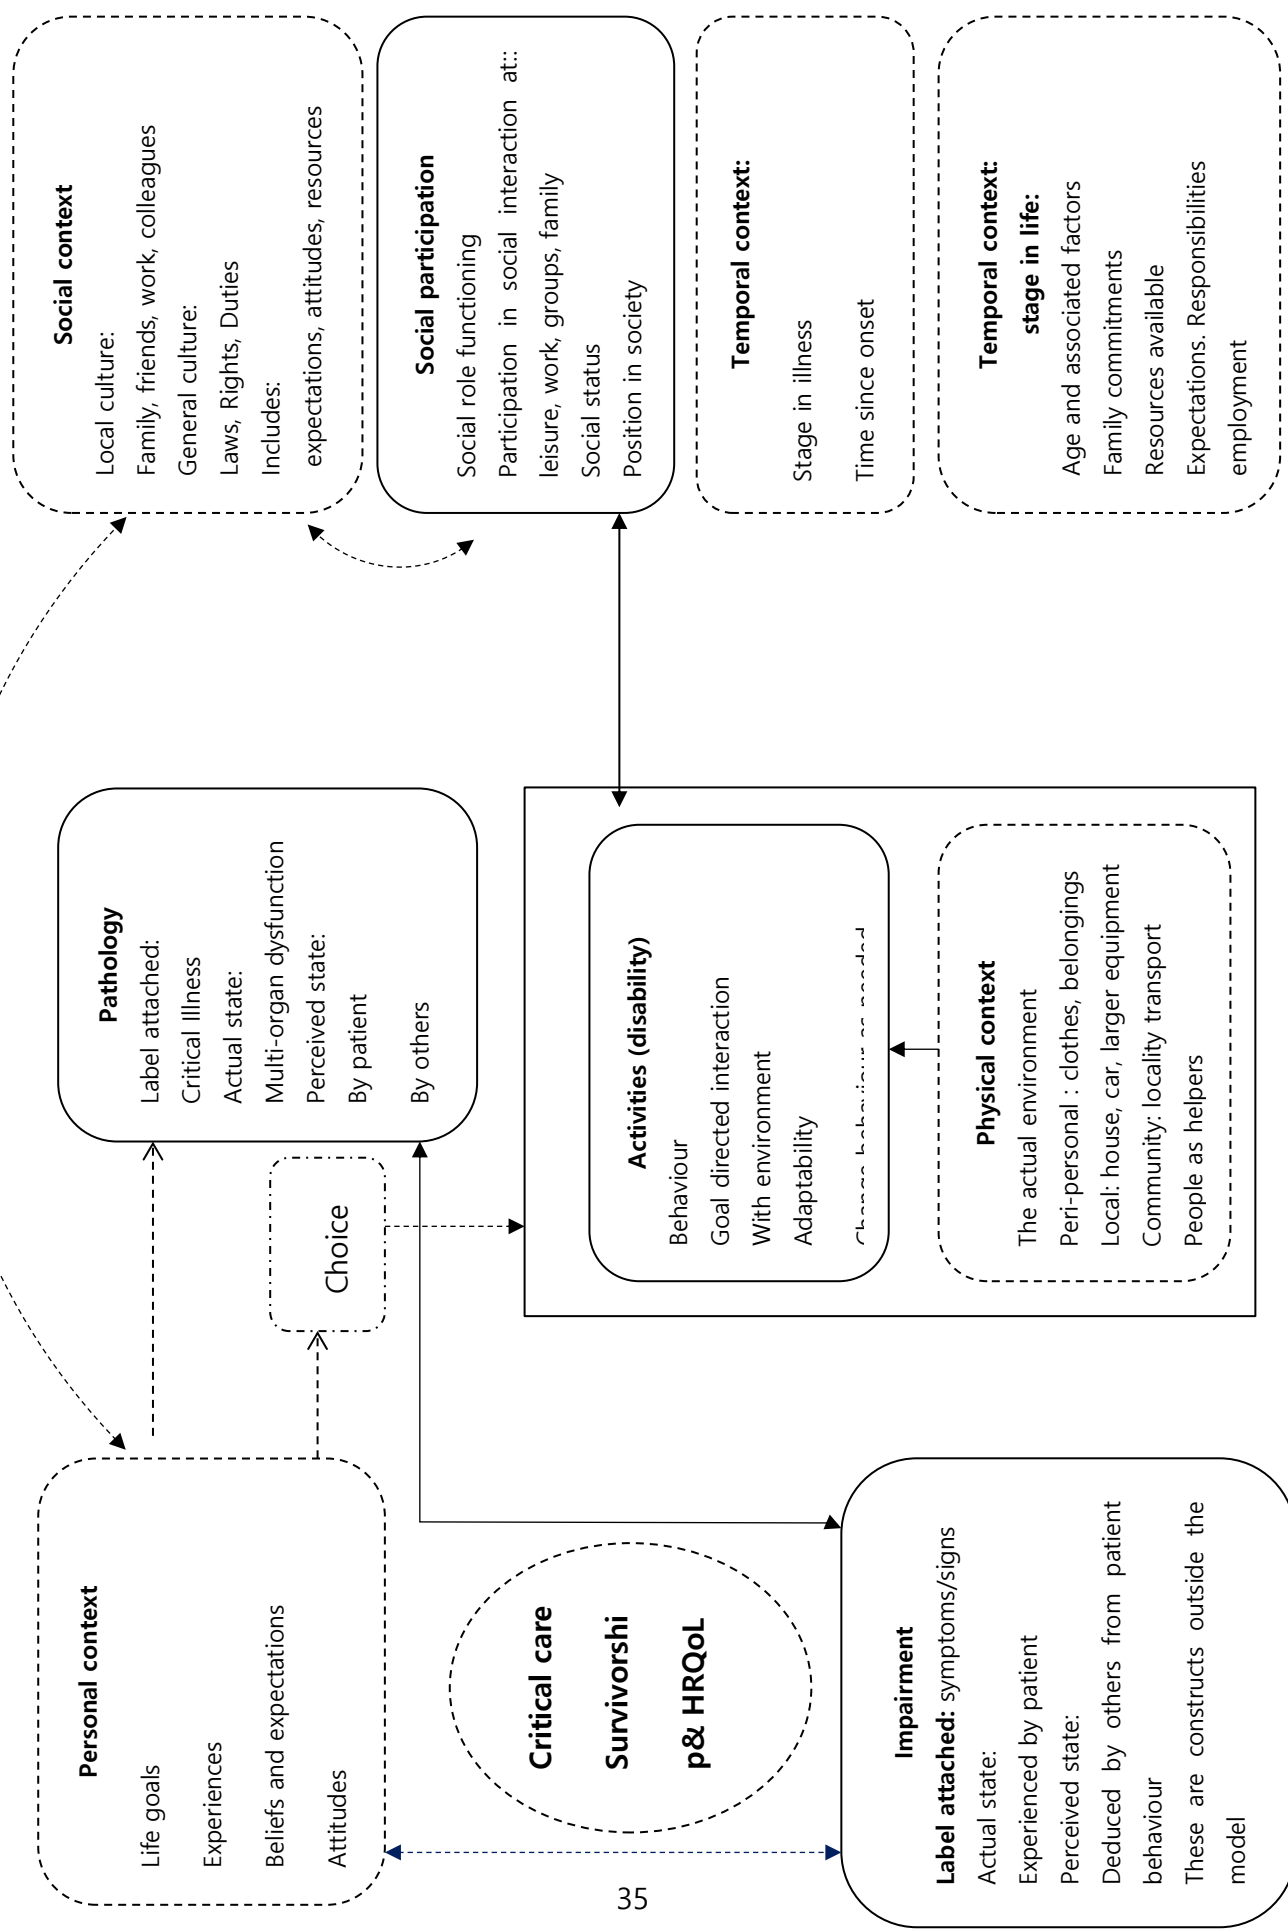 Personal context
Life goals
Experiences
Beliefs and expectations
Attitudes
Critical care
Survivorshi
p& HRQoL
Impairment
Label attached: symptoms/signs
Actual state:
Experienced by patient
Perceived state:
Deduced by others from patient
behaviour
These are constructs outside the
model
Pathology
Label attached:
Critical Illness
Actual state:
Multi-organ dysfunction
Perceived state:
By patient
By others
Choice
Activities (disability)
Behaviour
Goal directed interaction
With environment
Adaptability
Change behaviour as needed
Physical context
The actual environment
Peri-personal : clothes, belongings
Local: house, car, larger equipment
Community: locality transport
People as helpers
Social context
Local culture:
Family, friends, work, colleagues
General culture:
Laws, Rights, Duties
Includes:
expectations, attitudes, resources
Social participation
Social role functioning
Participation in social interaction at::
leisure, work, groups, family
Social status
Position in society
Temporal context:
Stage in illness
Time since onset
Temporal context:
stage in life:
Age and associated factors
Family commitments
Resources available
Expectations. Responsibilities
employment
35